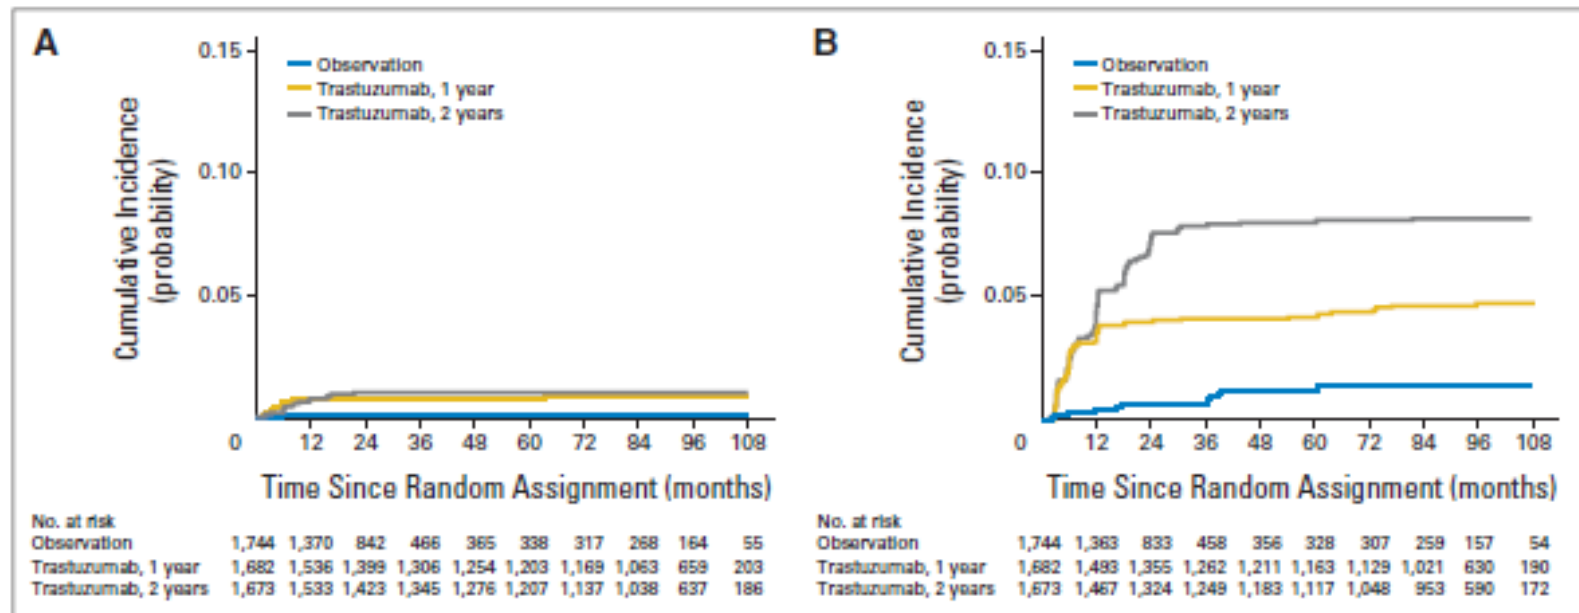 A
0.15
Observation
Trastuzumab, 1 year
Trastuzumab, 2 years
0.10
0.05
Cumulative Incidence
(probability)
0 12 24 36 48 60 72 84 96 108
Time Since Random Assignment (months)
No. at risk
Observation 1,744 1,370 842 466 365 338 317 268 164 55
Trastuzumab, 1 year 1,682 1,536 1,399 1,306 1,254 1,203 1,169 1,063 659 203
Trastuzumab, 2 years 1,673 1,533 1,423 1,345 1,276 1,207 1,137 1,038 637 186
B
0.15
Observation
Trastuzumab, 1 year
Trastuzumab, 2 years
0.10
0.05
Cumulative Incidence
(probability)
0 12 24 36 48 60 72 84 96 108
Time Since Random Assignment (months)
No. at risk
Observation 1,744 1,363 833 458 356 328 307 259 157 54
Trastuzumab, 1 year 1,682 1,493 1,355 1,262 1,211 1,163 1,129 1,021 630 190
Trastuzumab, 2 years 1,673 1,467 1,324 1,249 1,183 1,117 1,048 953 590 172